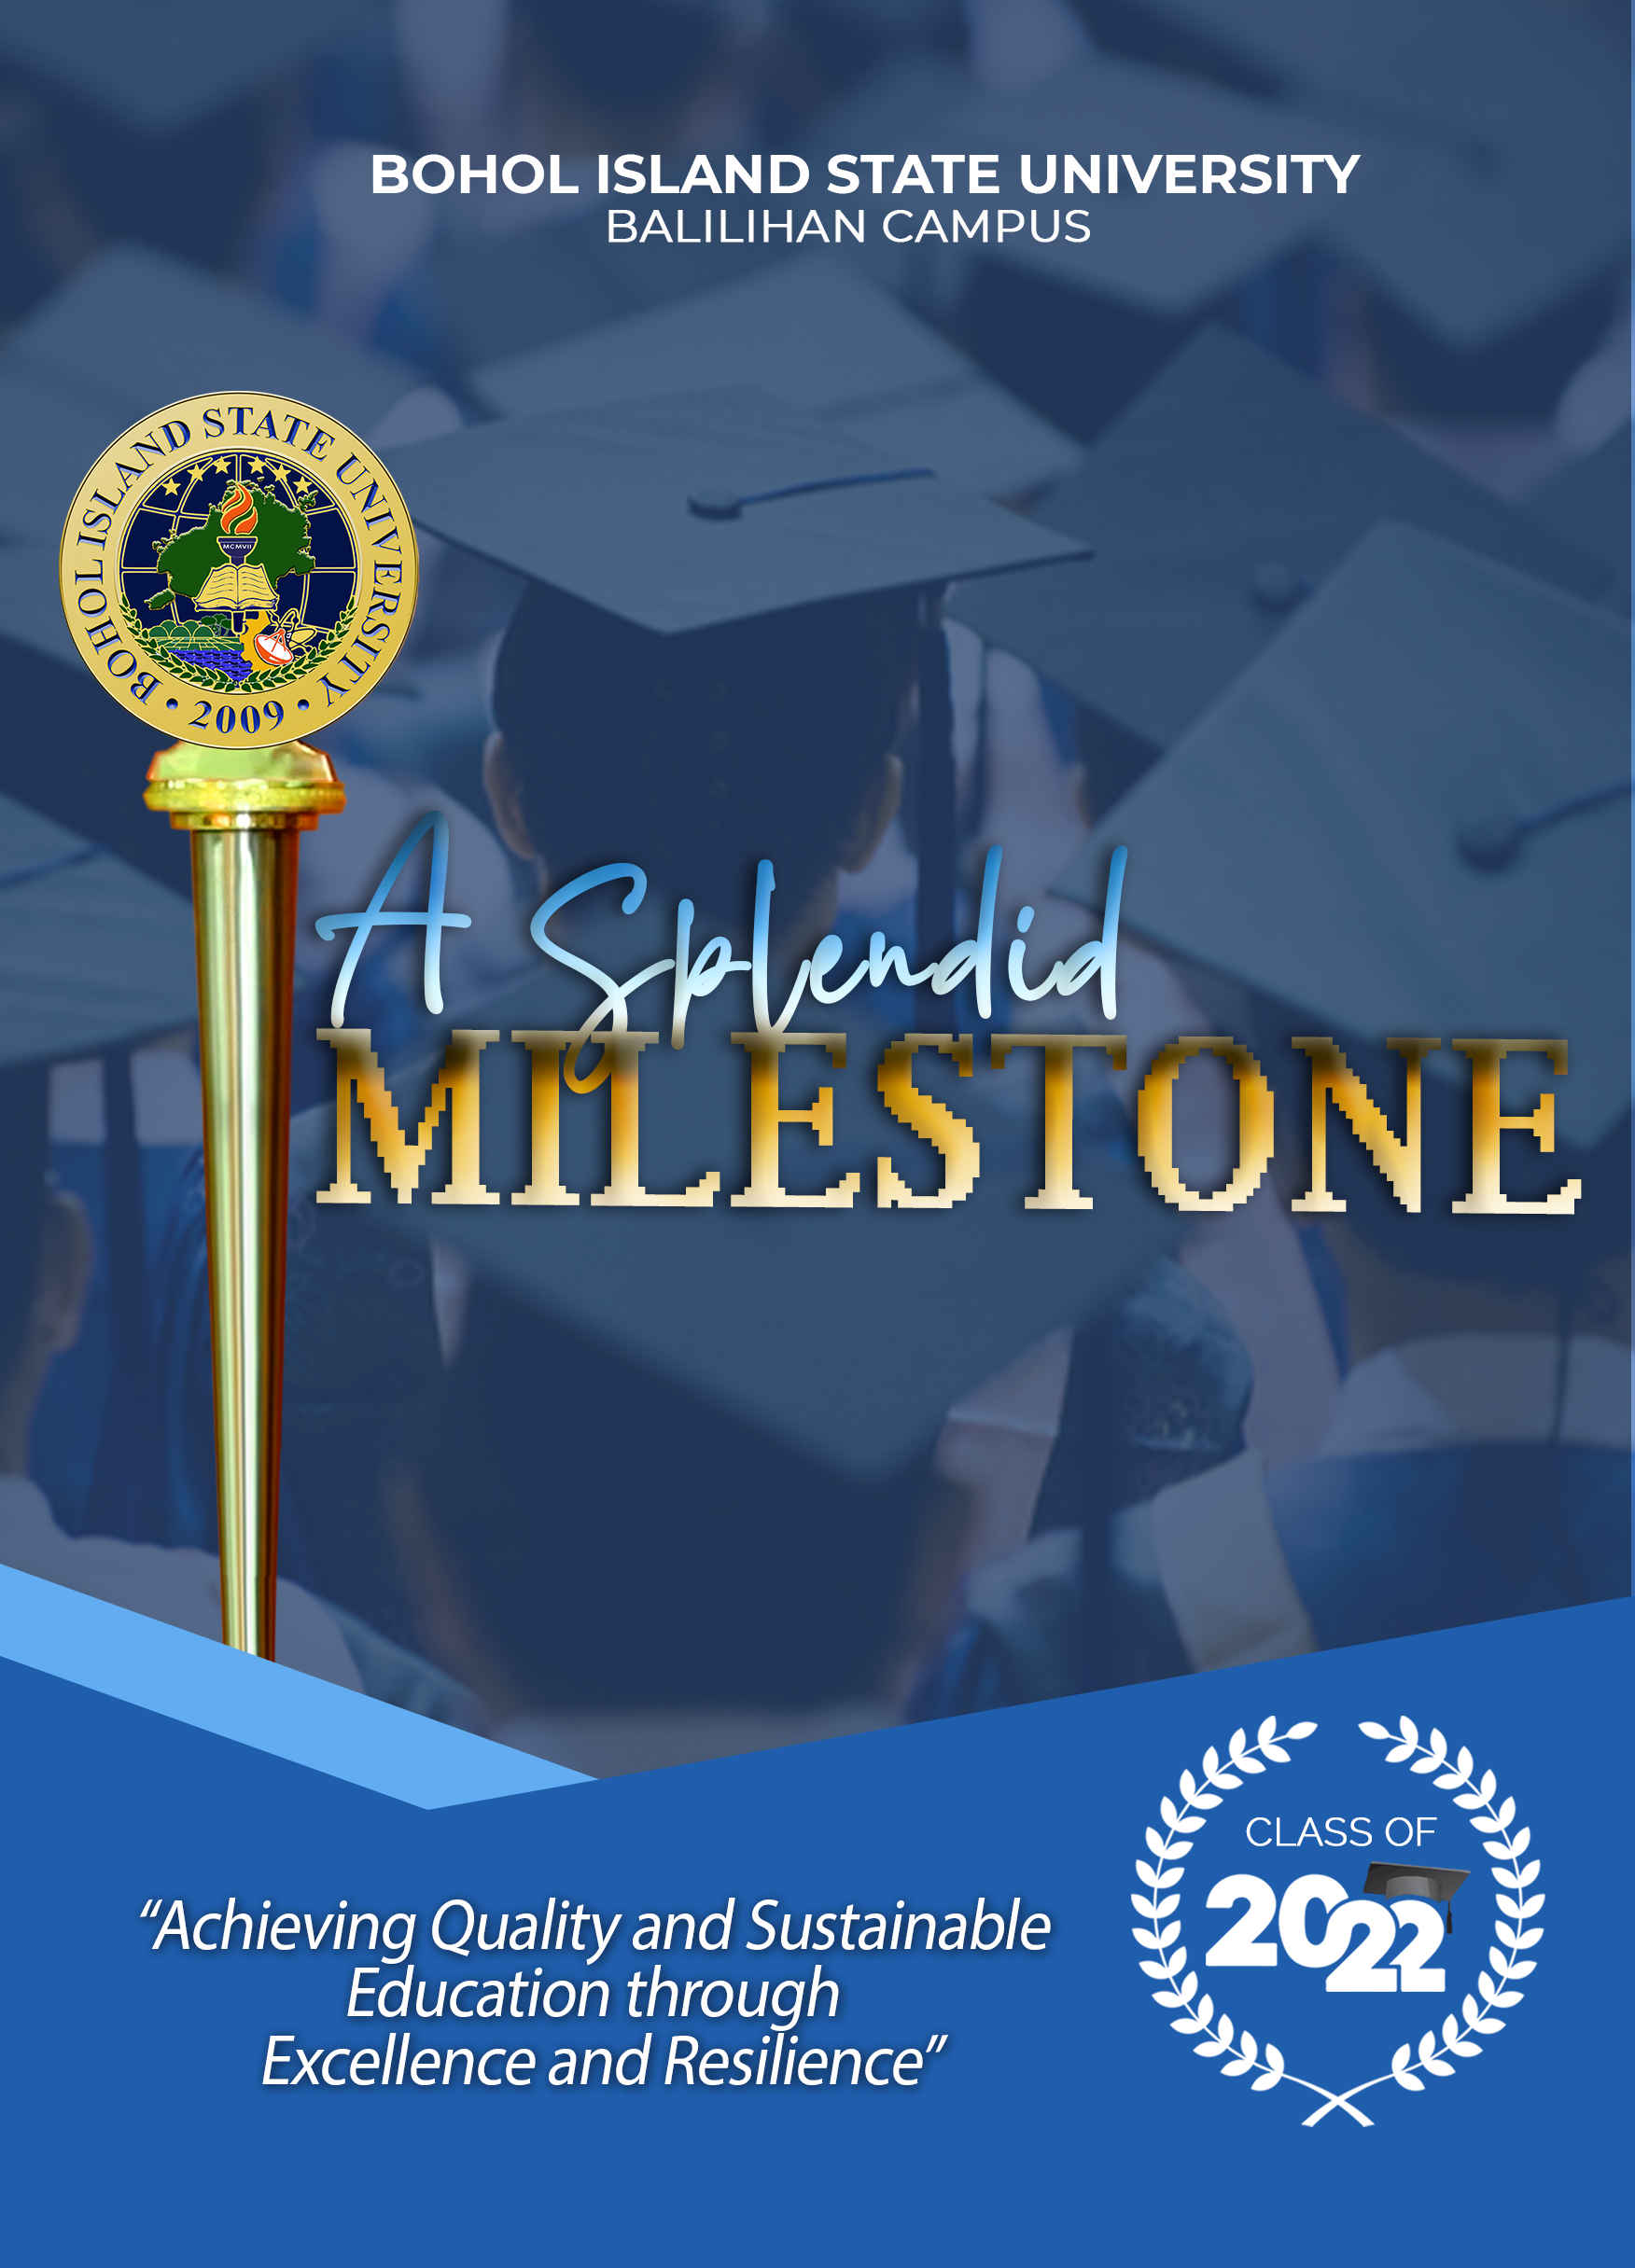 BOHOL ISLAND STATE UNIVERSITY
BALILIHAN CAMPUS
BOHOL ISLAND STATE UNIVERSITY
MCMVII
• 2009 •
A Splendid
MILESTONE
CLASS OF
2022
“Achieving Quality and Sustainable
Education through
Excellence and Resilience”